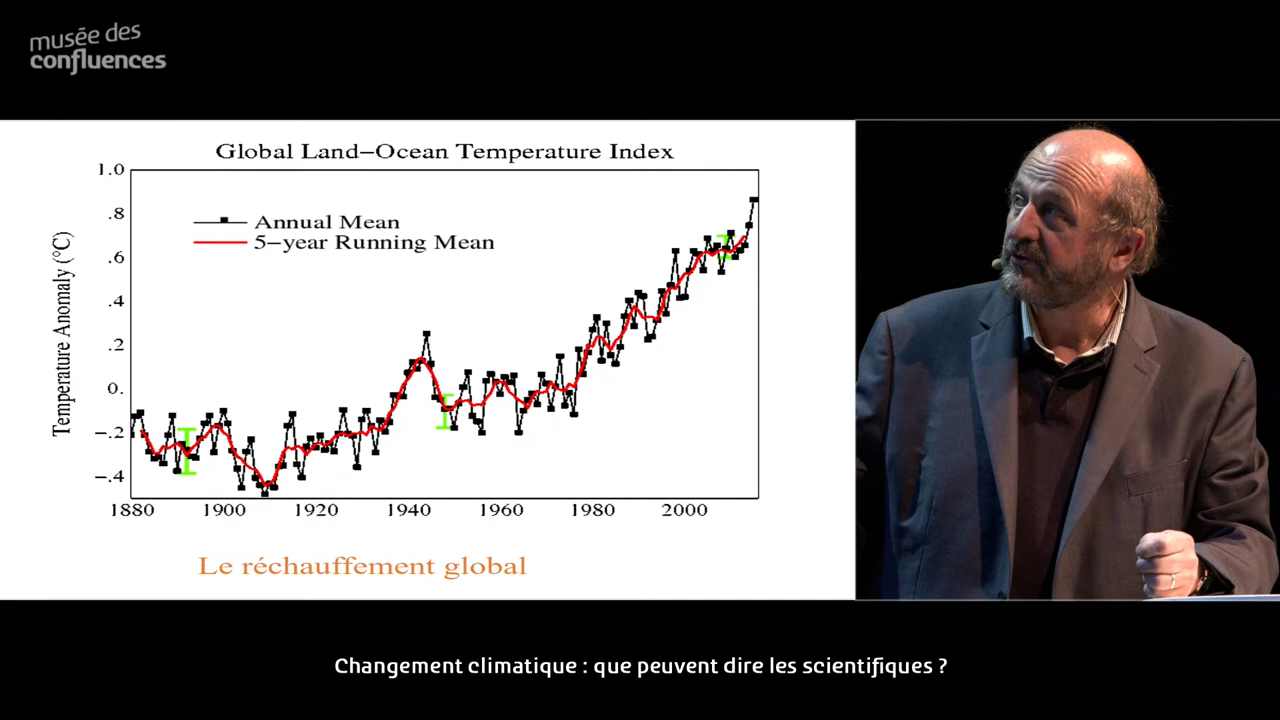 musée des
confluences
Global Land-Ocean Temperature Index
1.0
.8
.6
.4
.2
0.
-.2
-.4
Temperature Anomaly (°C)
Annual Mean
5-year Running Mean
1880 1900 1920 1940 1960 1980 2000
Le réchauffement global
Changement climatique : que peuvent dire les scientifiques ?